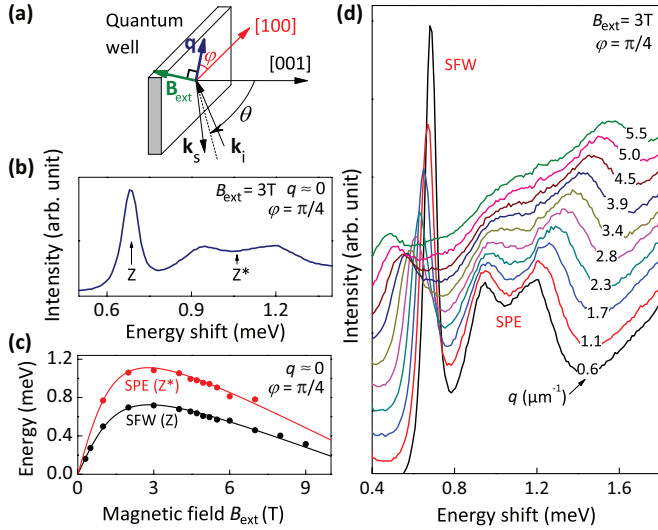 (a)
Quantum
well
q
[100]
φ
[001]
B_ext
θ
k_s
k_i
(b)
Intensity (arb. unit)
B_ext = 3T q ≈ 0
φ = π/4
Z
Z*
0.6 0.9 1.2
Energy shift (meV)
(c)
Energy (meV)
1.2
0.8
0.4
0.0
q ≈ 0
φ = π/4
SPE (Z*)
SFW (Z)
0 3 6 9
Magnetic field B_ext (T)
(d)
Intensity (arb. unit)
B_ext = 3T
φ = π/4
SFW
5.5
5.0
4.5
3.9
3.4
2.8
2.3
1.7
1.1
0.6
SPE
q (μm⁻¹)
0.4 0.8 1.2 1.6
Energy shift (meV)